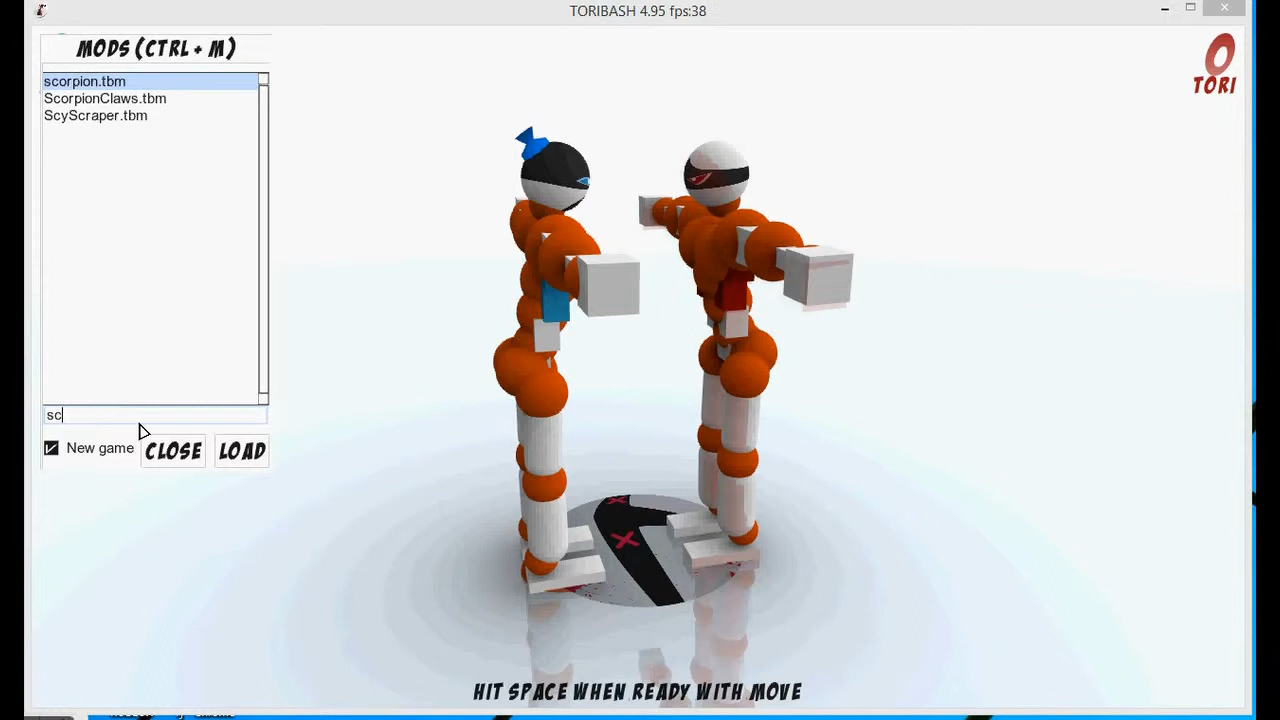 TORIBASH 4.95 fps:38
MODS (CTRL + M)
scorpion.tbm
ScorpionClaws.tbm
ScyScraper.tbm
sc
New game
CLOSE
LOAD
0
TORI
HIT SPACE WHEN READY WITH MOVE